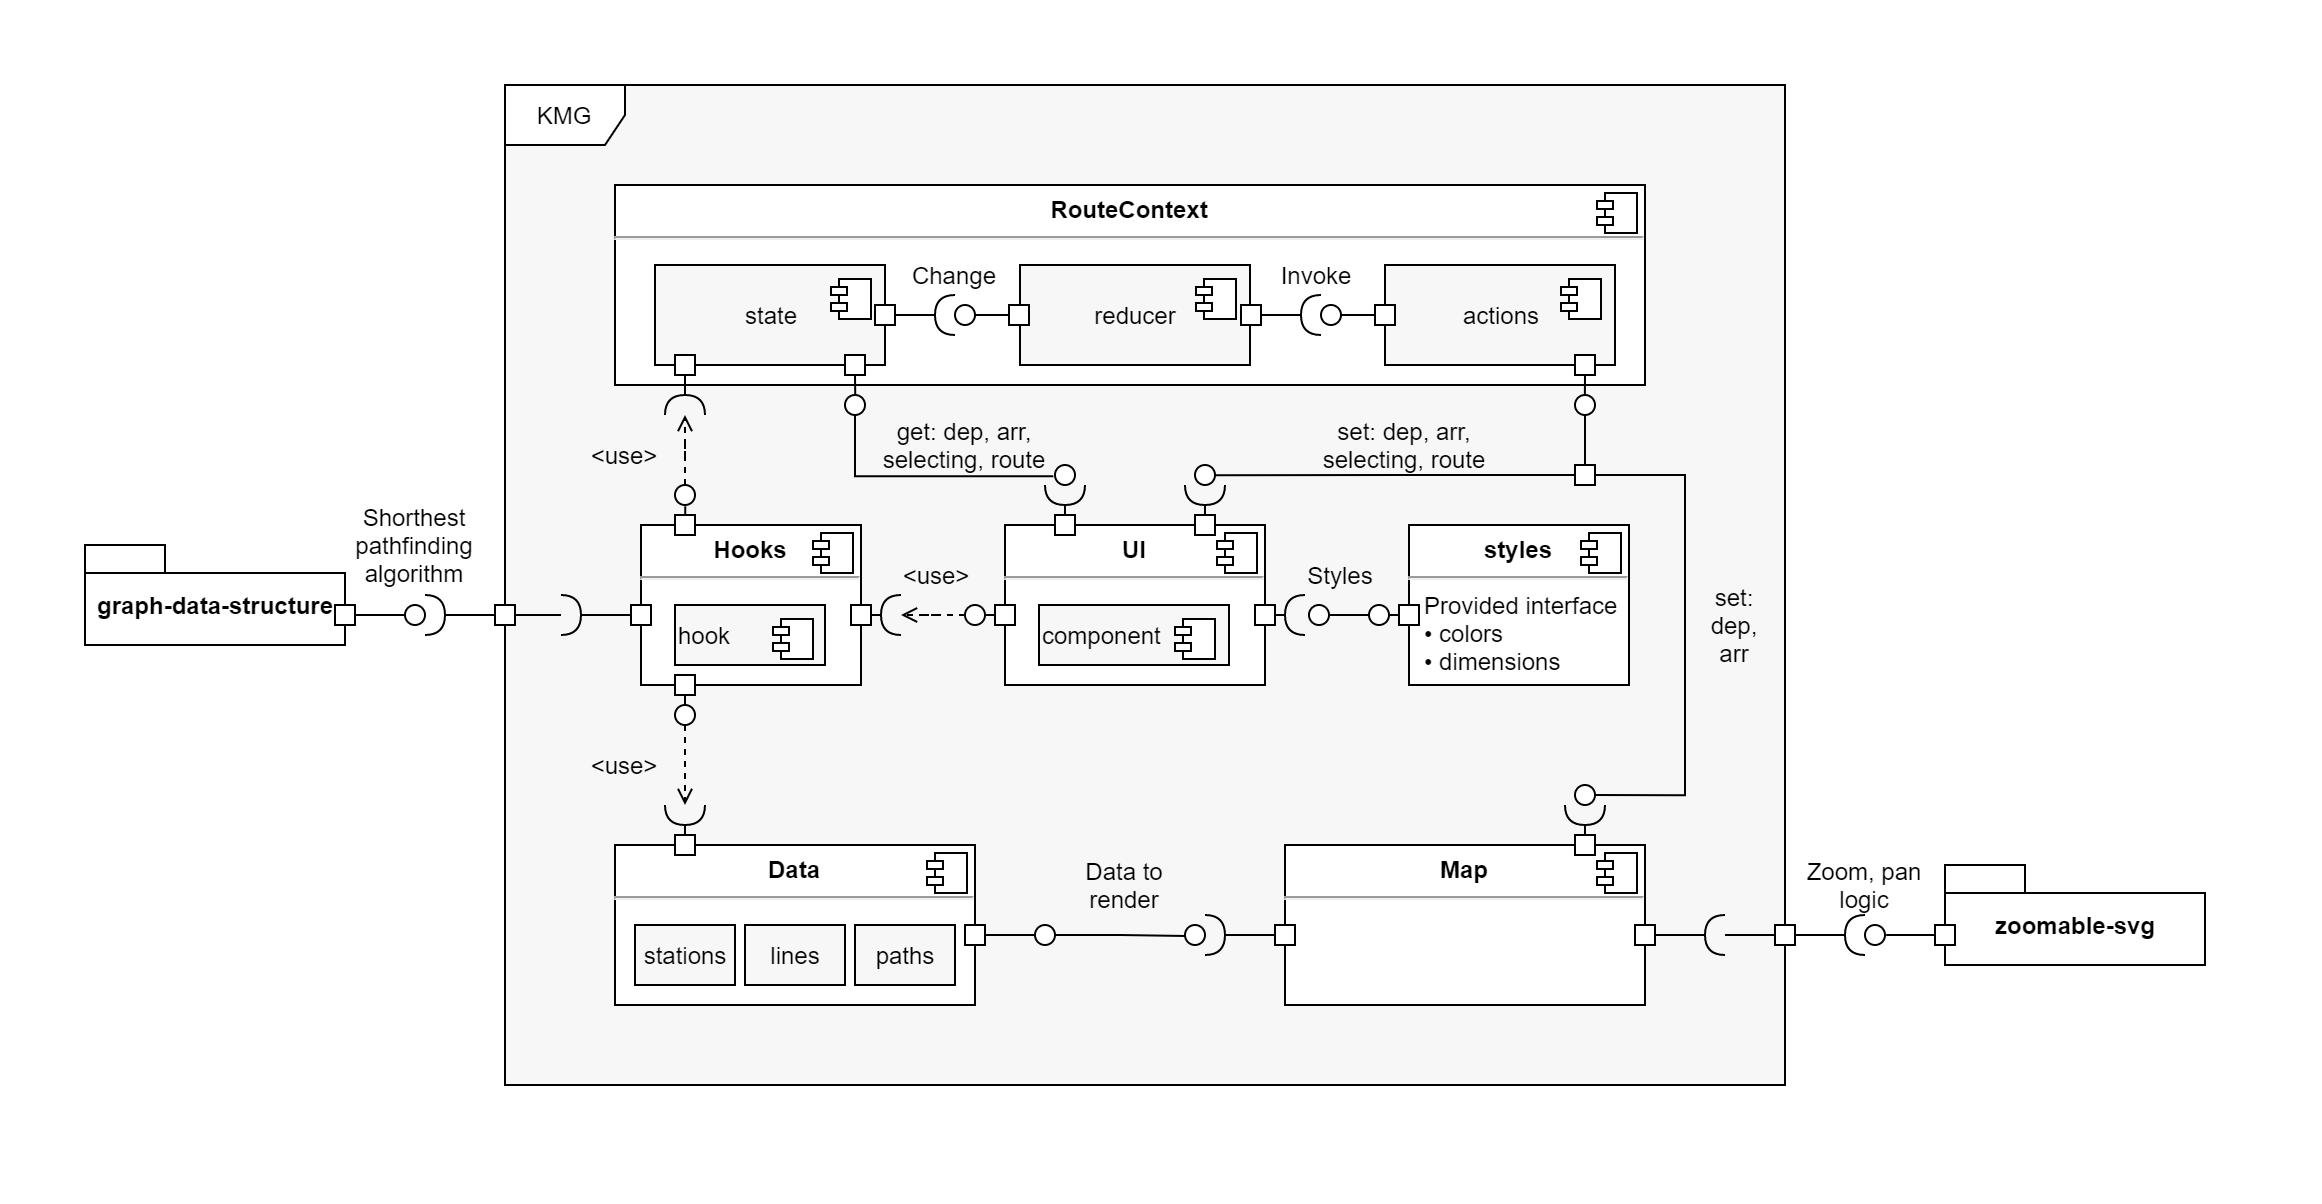 KMG
RouteContext
Change
Invoke
state
reducer
actions
get: dep, arr,
selecting, route
set: dep, arr,
selecting, route
<use>
Shorthest
pathfinding
algorithm
graph-data-structure
Hooks
hook
<use>
UI
component
Styles
styles
Provided interface
• colors
• dimensions
set:
dep,
arr
<use>
Data
stations
lines
paths
Data to
render
Map
Zoom, pan
logic
zoomable-svg